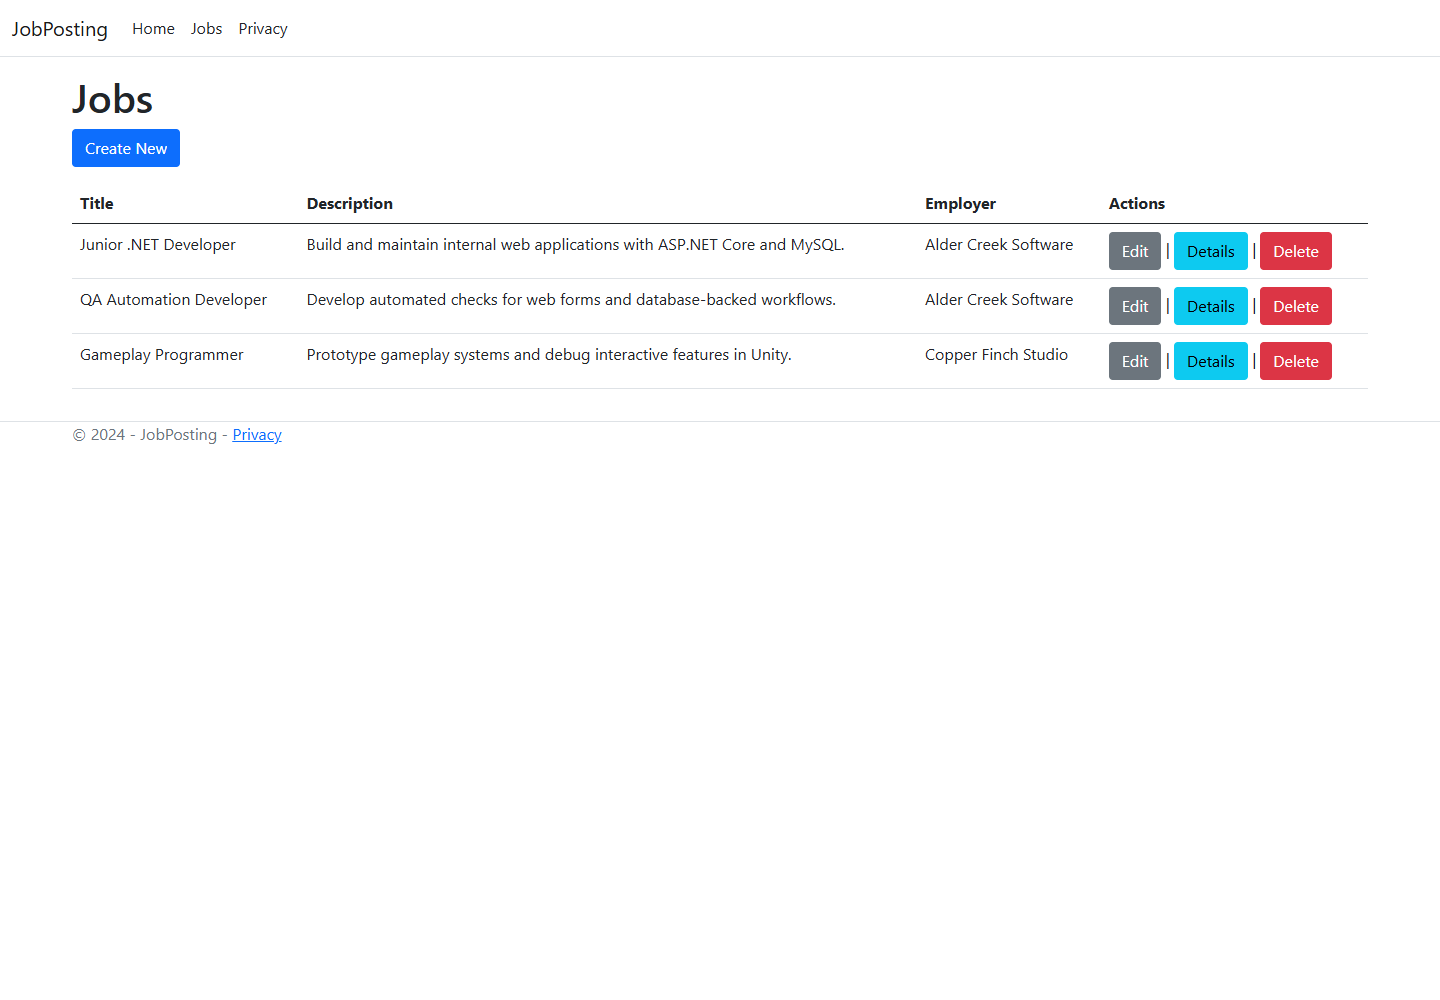 JobPosting Home Jobs Privacy
Jobs
Create New
Title Description Employer Actions
Junior .NET Developer Build and maintain internal web applications with ASP.NET Core and MySQL. Alder Creek Software Edit | Details | Delete
QA Automation Developer Develop automated checks for web forms and database-backed workflows. Alder Creek Software Edit | Details | Delete
Gameplay Programmer Prototype gameplay systems and debug interactive features in Unity. Copper Finch Studio Edit | Details | Delete
© 2024 - JobPosting - Privacy